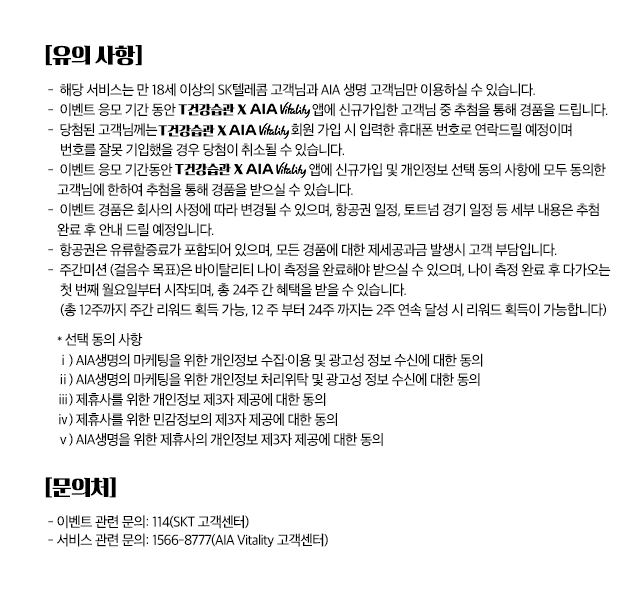 [유의 사항]
- 해당 서비스는 만 18세 이상의 SK텔레콤 고객님과 AIA 생명 고객님만 이용하실 수 있습니다.
- 이벤트 응모 기간 동안 T건강습관 X AIA Vitality 앱에 신규가입한 고객님 중 추첨을 통해 경품을 드립니다.
- 당첨된 고객님께는 T건강습관 X AIA Vitality 회원 가입 시 입력한 휴대폰 번호로 연락드릴 예정이며
번호를 잘못 기입했을 경우 당첨이 취소될 수 있습니다.
- 이벤트 응모 기간동안 T건강습관 X AIA Vitality 앱에 신규가입 및 개인정보 선택 동의 사항에 모두 동의한
고객님에 한하여 추첨을 통해 경품을 받으실 수 있습니다.
- 이벤트 경품은 회사의 사정에 따라 변경될 수 있으며, 항공권 일정, 토트넘 경기 일정 등 세부 내용은 추첨
완료 후 안내 드릴 예정입니다.
- 항공권은 유류할증료가 포함되어 있으며, 모든 경품에 대한 제세공과금 발생시 고객 부담입니다.
- 주간미션 (걸음수 목표)은 바이탈리티 나이 측정을 완료해야 받으실 수 있으며, 나이 측정 완료 후 다가오는
첫 번째 월요일부터 시작되며, 총 24주 간 혜택을 받을 수 있습니다.
(총 12주까지 주간 리워드 획득 가능, 12 주 부터 24주 까지는 2주 연속 달성 시 리워드 획득이 가능합니다)
* 선택 동의 사항
ⅰ) AIA생명의 마케팅을 위한 개인정보 수집·이용 및 광고성 정보 수신에 대한 동의
ⅱ) AIA생명의 마케팅을 위한 개인정보 처리위탁 및 광고성 정보 수신에 대한 동의
ⅲ) 제휴사를 위한 개인정보 제3자 제공에 대한 동의
ⅳ) 제휴사를 위한 민감정보의 제3자 제공에 대한 동의
ⅴ) AIA생명을 위한 제휴사의 개인정보 제3자 제공에 대한 동의
[문의처]
- 이벤트 관련 문의: 114(SKT 고객센터)
- 서비스 관련 문의: 1566-8777(AIA Vitality 고객센터)